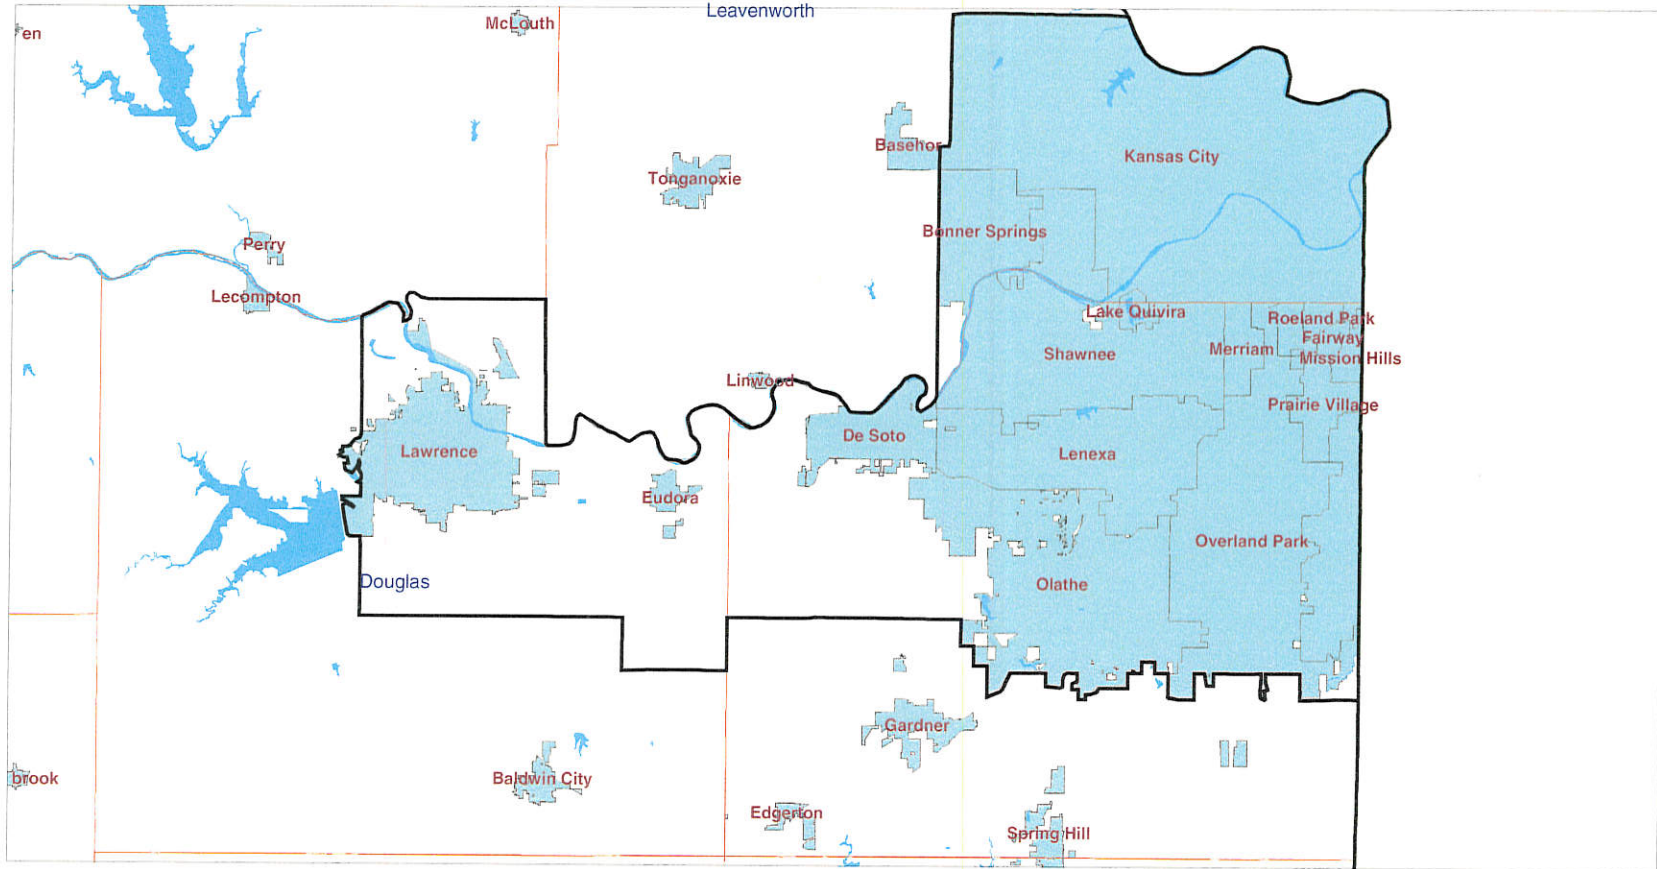 Leavenworth
McLouth
en
Basehor
Kansas City
Tonganoxie
Bonner Springs
Perry
Lecompton
Lake Quivira
Roeland Park
Fairway
Shawnee
Merriam
Mission Hills
Linwood
Prairie Village
De Soto
Lawrence
Lenexa
Eudora
Overland Park
Douglas
Olathe
Gardner
brook
Baldwin City
Edgerton
Spring Hill